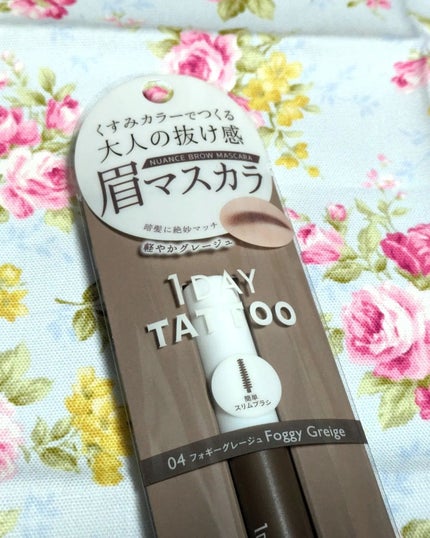 くすみカラーでつくる
大人の抜け感
NUANCE BROW MASCARA
眉マスカラ
暗髪に絶妙マッチ
軽やかグレージュ
1DAY
TATTOO
簡単
スリムブラシ
04 フォギーグレージュ Foggy Greige